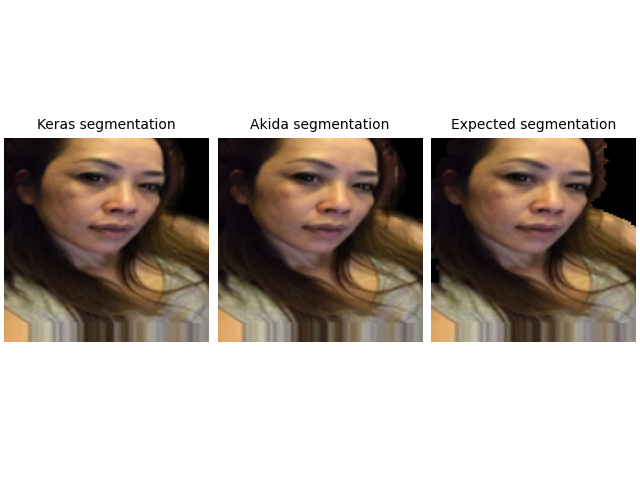 Keras segmentation
Akida segmentation
Expected segmentation